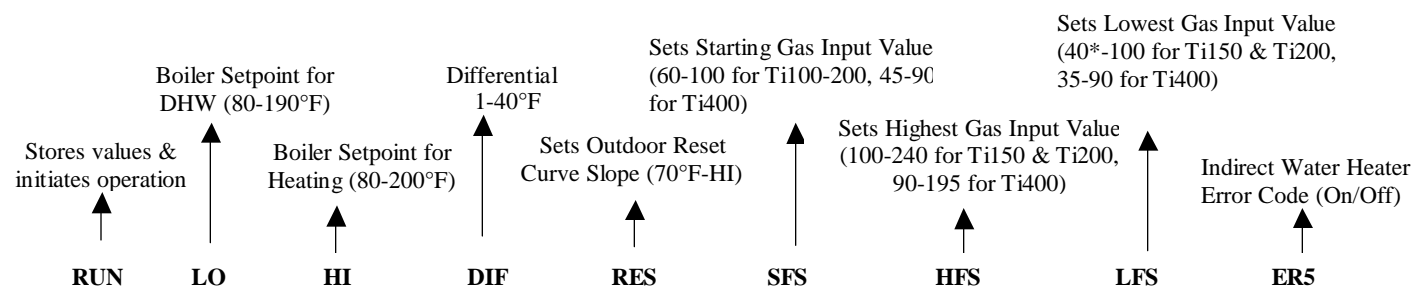 Stores values &
initiates operation
Boiler Setpoint for
DHW (80-190°F)
Boiler Setpoint for
Heating (80-200°F)
Differential
1-40°F
Sets Outdoor Reset
Curve Slope (70°F-HI)
Sets Starting Gas Input Value
(60-100 for Ti100-200, 45-90
for Ti400)
Sets Highest Gas Input Value
(100-240 for Ti150 & Ti200,
90-195 for Ti400)
Sets Lowest Gas Input Value
(40*-100 for Ti150 & Ti200,
35-90 for Ti400)
Indirect Water Heater
Error Code (On/Off)
RUN LO HI DIF RES SFS HFS LFS ER5